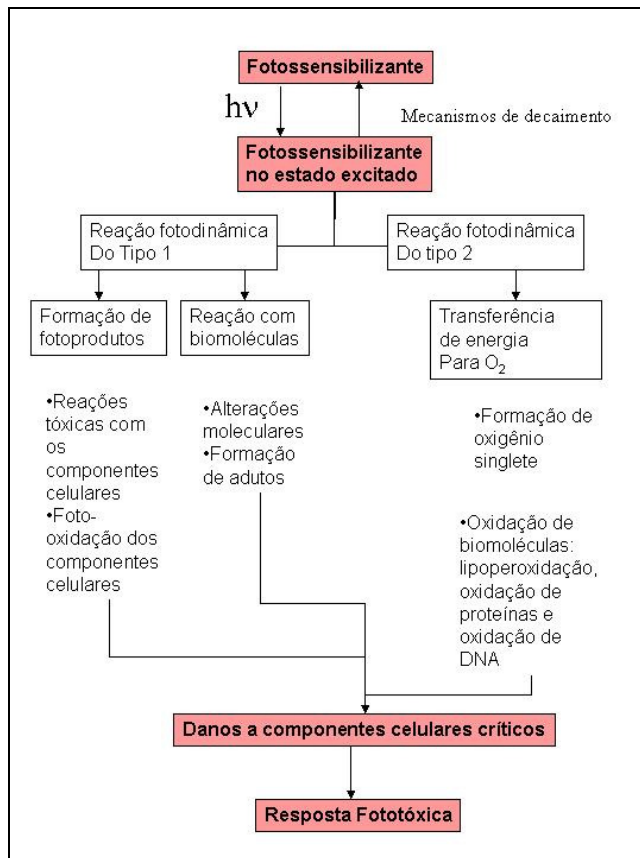 Fotossensibilizante
hν
Mecanismos de decaimento
Fotossensibilizante
no estado excitado
Reação fotodinâmica
Do Tipo 1
Reação fotodinâmica
Do tipo 2
Formação de
fotoprodutos
Reação com
biomoléculas
Transferência
de energia
Para O₂
•Reações
tóxicas com
os
componentes
celulares
•Foto-
oxidação dos
componentes
celulares
•Alterações
moleculares
•Formação
de adutos
•Formação de
oxigênio
singlete
•Oxidação de
biomoléculas:
lipoperoxidação,
oxidação de
proteínas e
oxidação de
DNA
Danos a componentes celulares críticos
Resposta Fototóxica